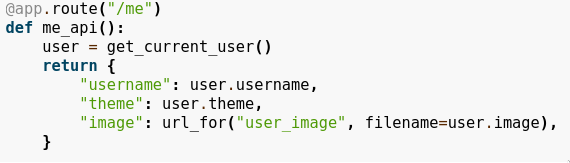 @app.route("/me")
def me_api():
    user = get_current_user()
    return {
        "username": user.username,
        "theme": user.theme,
        "image": url_for("user_image", filename=user.image),
    }